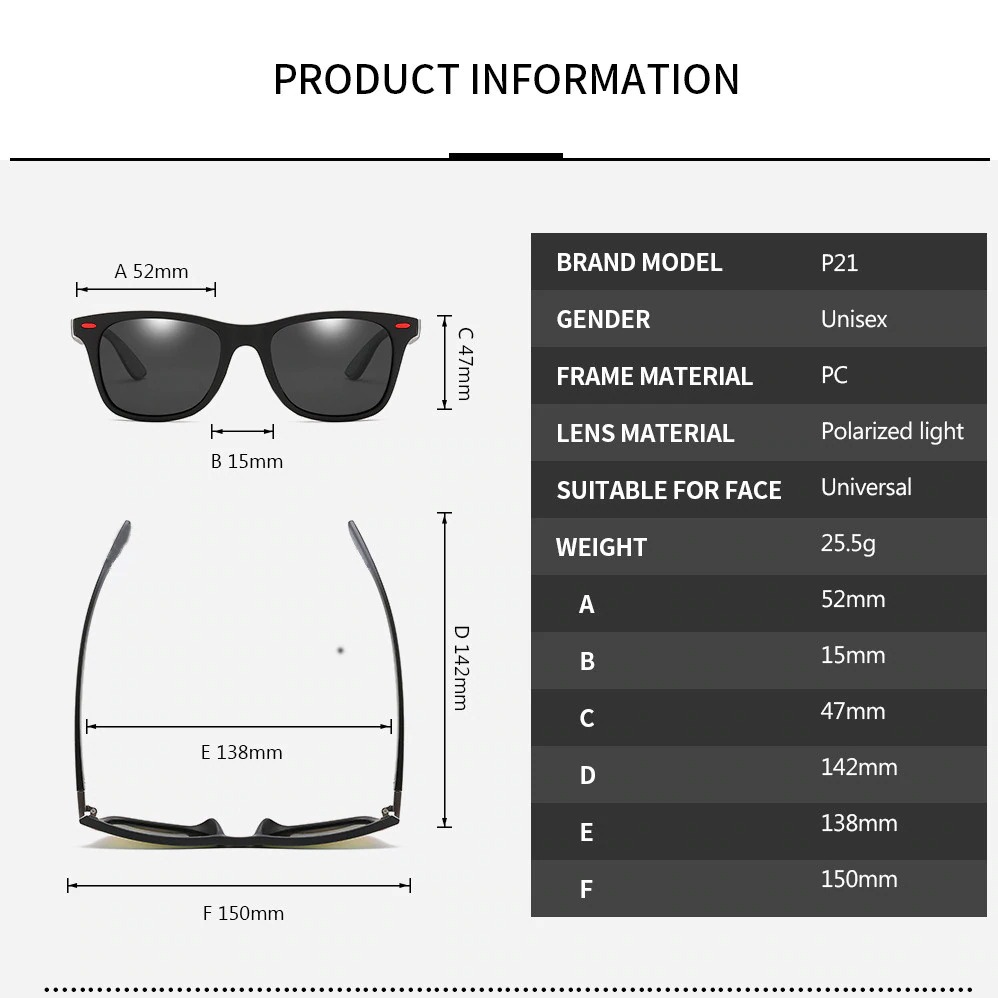 PRODUCT INFORMATION
A 52mm
C 47mm
B 15mm
D 142mm
E 138mm
F 150mm
BRAND MODEL P21
GENDER Unisex
FRAME MATERIAL PC
LENS MATERIAL Polarized light
SUITABLE FOR FACE Universal
WEIGHT 25.5g
A 52mm
B 15mm
C 47mm
D 142mm
E 138mm
F 150mm